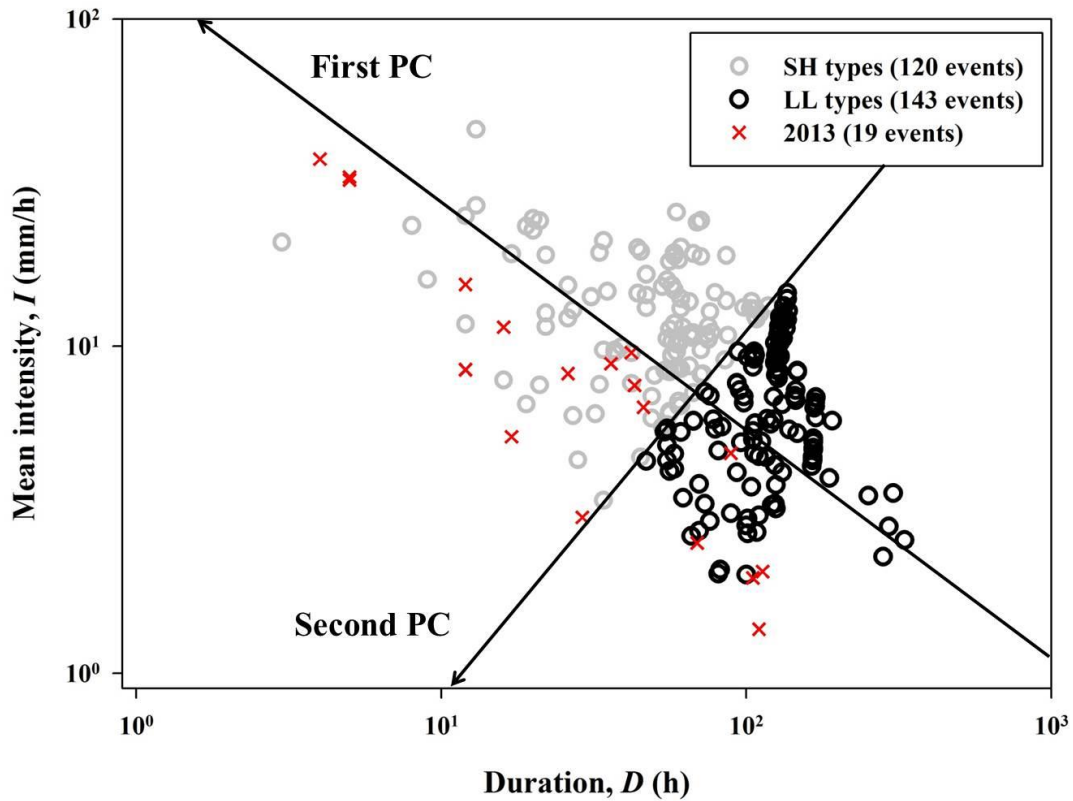 10²
First PC
SH types (120 events)
LL types (143 events)
2013 (19 events)
10¹
Mean intensity, I (mm/h)
Second PC
10⁰
10⁰ 10¹ 10² 10³
Duration, D (h)